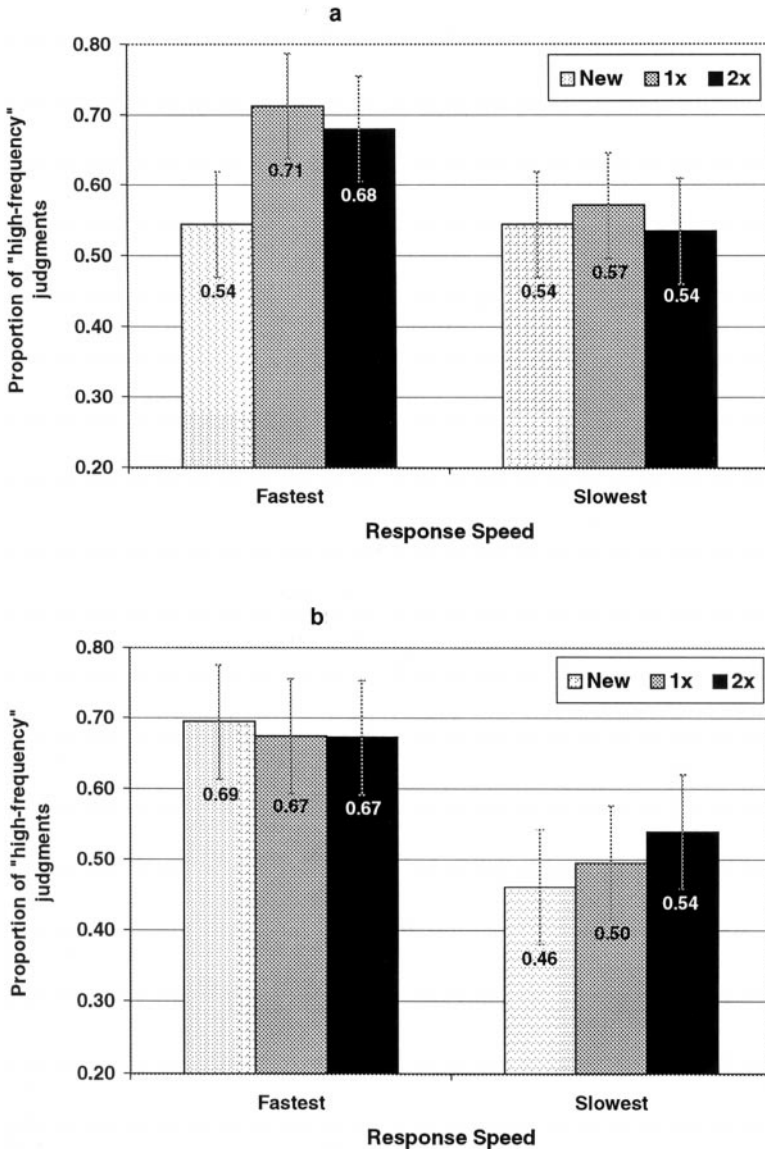 a
0.80
0.70
0.60
0.50
0.40
0.30
0.20
Proportion of "high-frequency"
judgments
New 1x 2x
0.54
0.71
0.68
0.54
0.57
0.54
Fastest Slowest
Response Speed
b
0.80
0.70
0.60
0.50
0.40
0.30
0.20
Proportion of "high-frequency"
judgments
New 1x 2x
0.69
0.67
0.67
0.46
0.50
0.54
Fastest Slowest
Response Speed